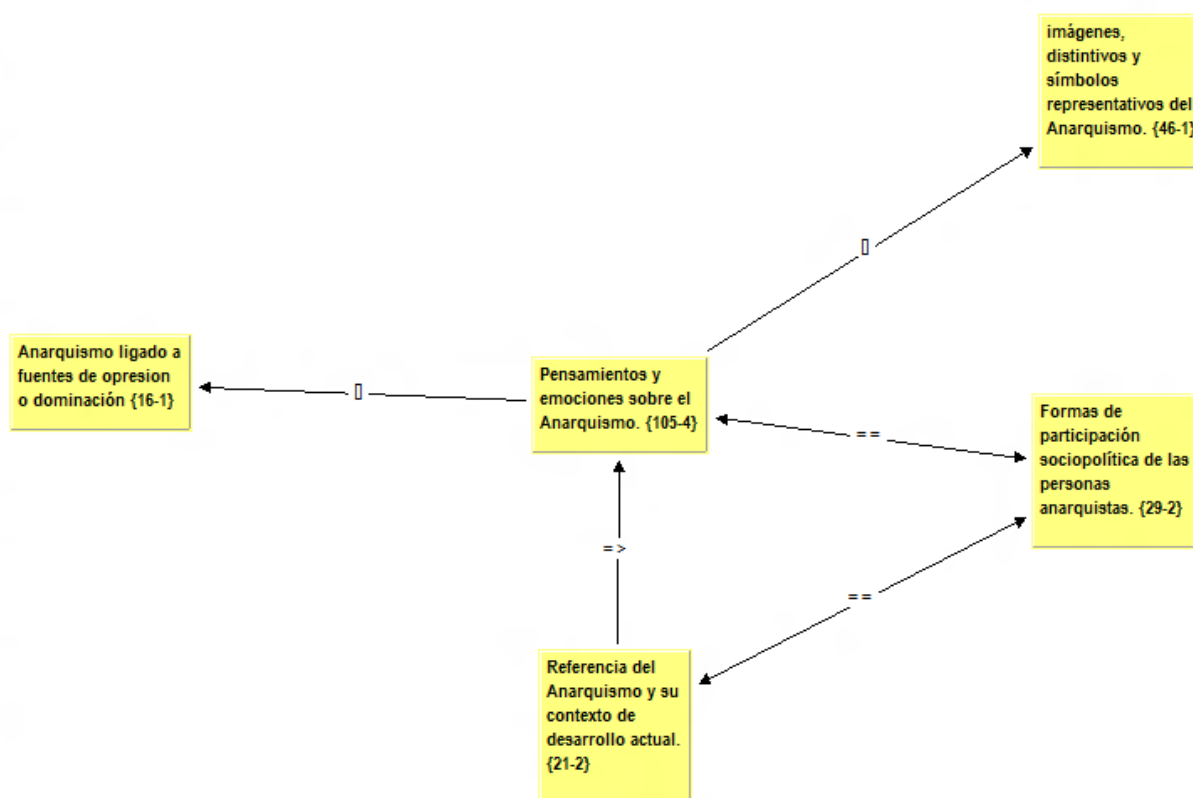 imágenes,
distintivos y
símbolos
representativos del
Anarquismo. {46-1}
[]
Anarquismo ligado a
fuentes de opresion
o dominación {16-1}
[]
Pensamientos y
emociones sobre el
Anarquismo. {105-4}
==
Formas de
participación
sociopolítica de las
personas
anarquistas. {29-2}
=>
==
Referencia del
Anarquismo y su
contexto de
desarrollo actual.
{21-2}